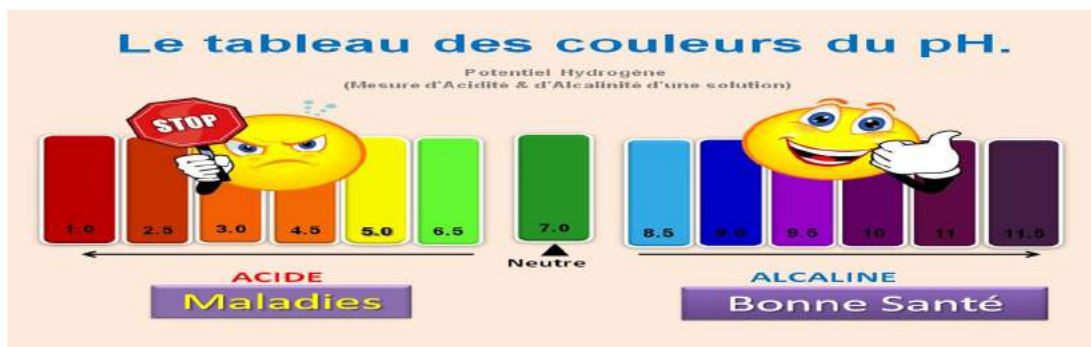 Le tableau des couleurs du pH.
Potentiel Hydrogène
(Mesure d'Acidité & d'Alcalinité d'une solution)
STOP
1.0 2.5 3.0 4.5 5.0 6.5 7.0 8.5 9.0 9.5 10 11 11.5
Neutre
ACIDE ALCALINE
Maladies Bonne Santé